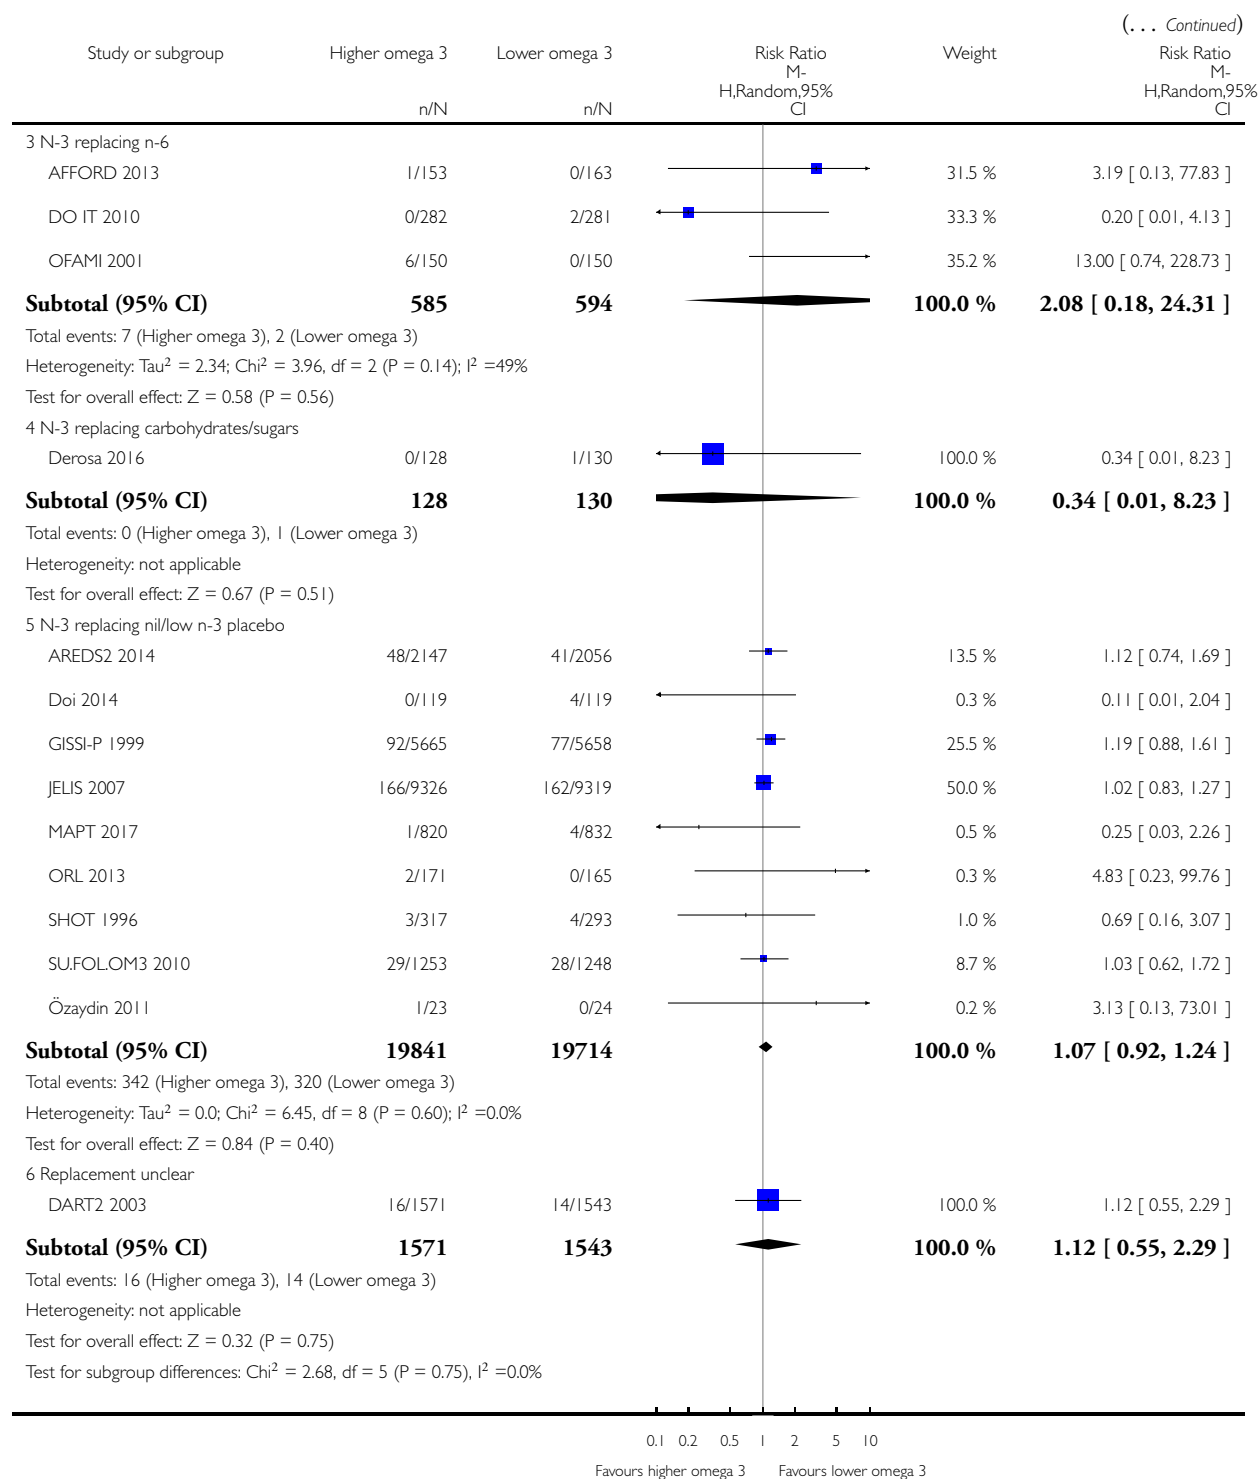 (... Continued)
Study or subgroup Higher omega 3 Lower omega 3 Risk Ratio Weight Risk Ratio
M- M-
H,Random,95% H,Random,95%
n/N n/N CI CI
3 N-3 replacing n-6
AFFORD 2013 1/153 0/163 31.5 % 3.19 [ 0.13, 77.83 ]
DO IT 2010 0/282 2/281 33.3 % 0.20 [ 0.01, 4.13 ]
OFAMI 2001 6/150 0/150 35.2 % 13.00 [ 0.74, 228.73 ]
Subtotal (95% CI) 585 594 100.0 % 2.08 [ 0.18, 24.31 ]
Total events: 7 (Higher omega 3), 2 (Lower omega 3)
Heterogeneity: Tau² = 2.34; Chi² = 3.96, df = 2 (P = 0.14); I² =49%
Test for overall effect: Z = 0.58 (P = 0.56)
4 N-3 replacing carbohydrates/sugars
Derosa 2016 0/128 1/130 100.0 % 0.34 [ 0.01, 8.23 ]
Subtotal (95% CI) 128 130 100.0 % 0.34 [ 0.01, 8.23 ]
Total events: 0 (Higher omega 3), 1 (Lower omega 3)
Heterogeneity: not applicable
Test for overall effect: Z = 0.67 (P = 0.51)
5 N-3 replacing nil/low n-3 placebo
AREDS2 2014 48/2147 41/2056 13.5 % 1.12 [ 0.74, 1.69 ]
Doi 2014 0/119 4/119 0.3 % 0.11 [ 0.01, 2.04 ]
GISSI-P 1999 92/5665 77/5658 25.5 % 1.19 [ 0.88, 1.61 ]
JELIS 2007 166/9326 162/9319 50.0 % 1.02 [ 0.83, 1.27 ]
MAPT 2017 1/820 4/832 0.5 % 0.25 [ 0.03, 2.26 ]
ORL 2013 2/171 0/165 0.3 % 4.83 [ 0.23, 99.76 ]
SHOT 1996 3/317 4/293 1.0 % 0.69 [ 0.16, 3.07 ]
SU.FOL.OM3 2010 29/1253 28/1248 8.7 % 1.03 [ 0.62, 1.72 ]
Özaydin 2011 1/23 0/24 0.2 % 3.13 [ 0.13, 73.01 ]
Subtotal (95% CI) 19841 19714 100.0 % 1.07 [ 0.92, 1.24 ]
Total events: 342 (Higher omega 3), 320 (Lower omega 3)
Heterogeneity: Tau² = 0.0; Chi² = 6.45, df = 8 (P = 0.60); I² =0.0%
Test for overall effect: Z = 0.84 (P = 0.40)
6 Replacement unclear
DART2 2003 16/1571 14/1543 100.0 % 1.12 [ 0.55, 2.29 ]
Subtotal (95% CI) 1571 1543 100.0 % 1.12 [ 0.55, 2.29 ]
Total events: 16 (Higher omega 3), 14 (Lower omega 3)
Heterogeneity: not applicable
Test for overall effect: Z = 0.32 (P = 0.75)
Test for subgroup differences: Chi² = 2.68, df = 5 (P = 0.75), I² =0.0%
0.1 0.2 0.5 1 2 5 10
Favours higher omega 3 Favours lower omega 3